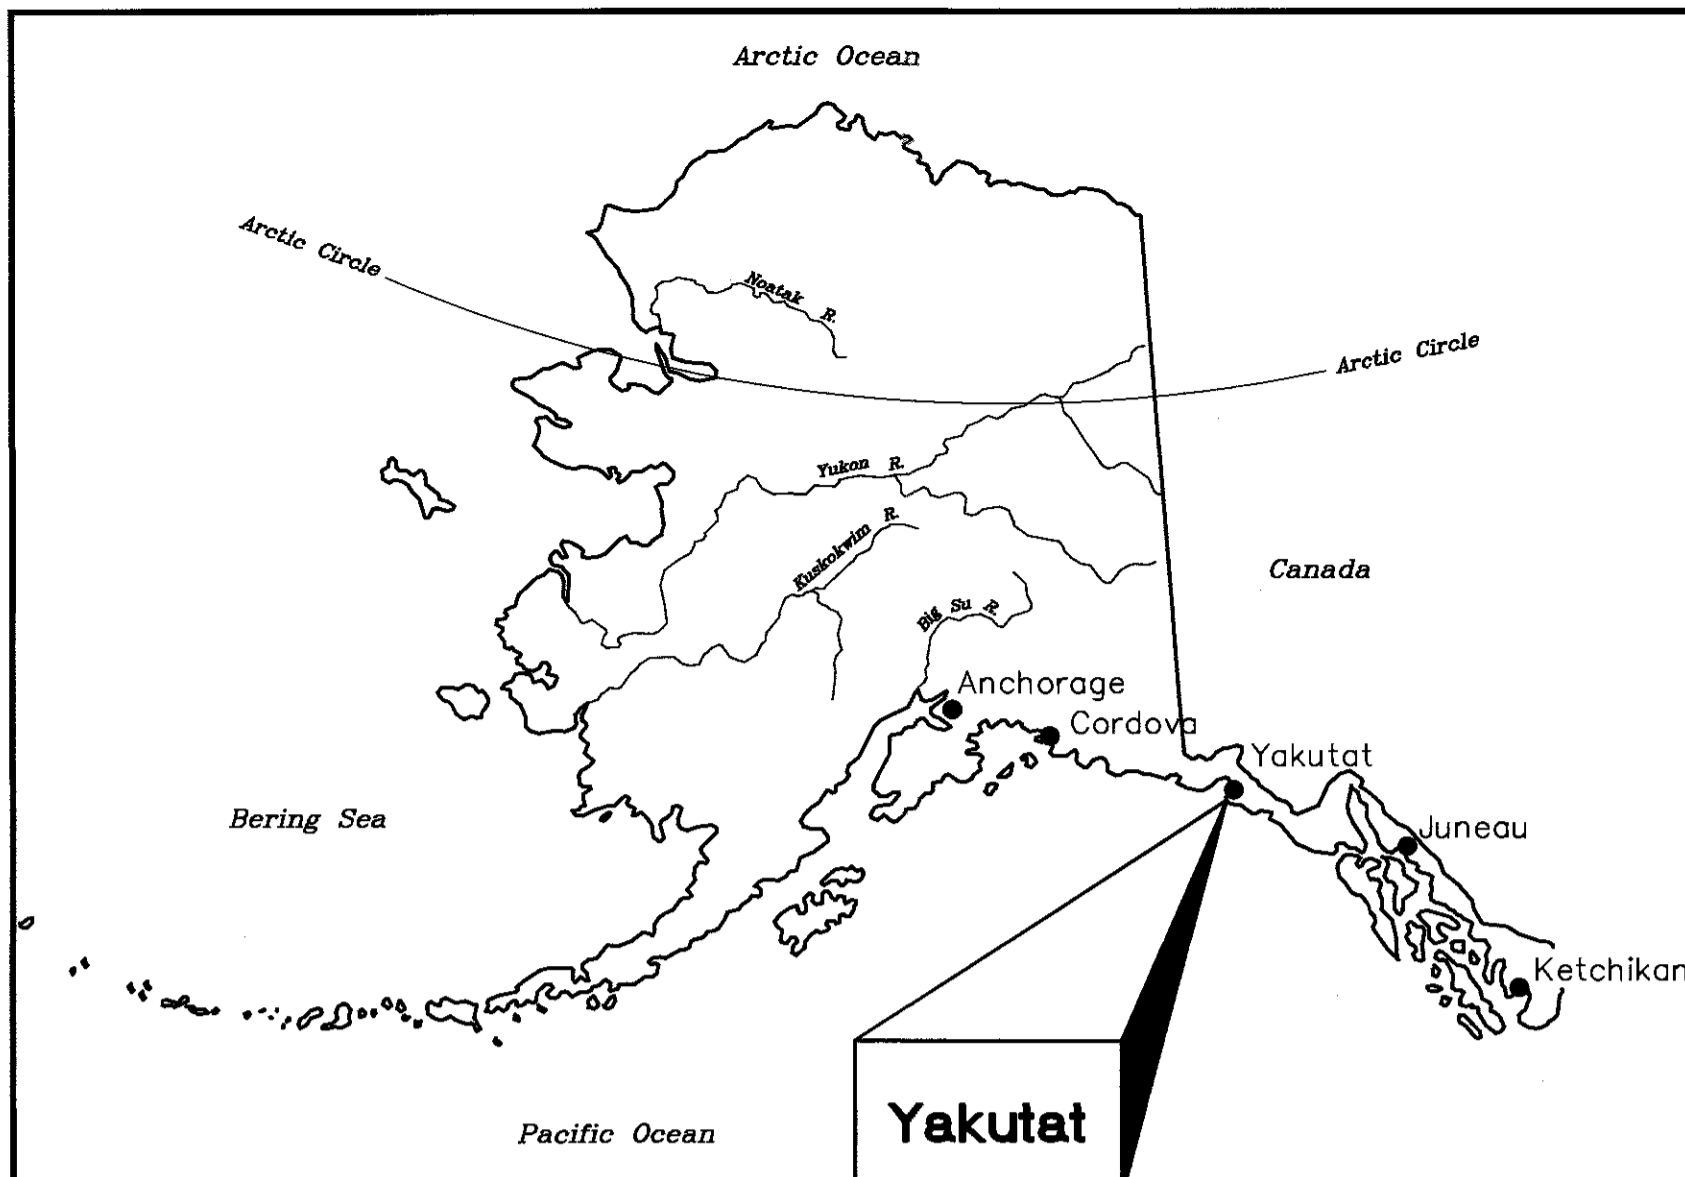 Arctic Ocean
Arctic Circle
Noatak R.
Arctic Circle
Yukon R.
Kuskokwim R.
Canada
Big Su R.
Anchorage
Cordova
Yakutat
Bering Sea
Juneau
Ketchikan
Yakutat
Pacific Ocean